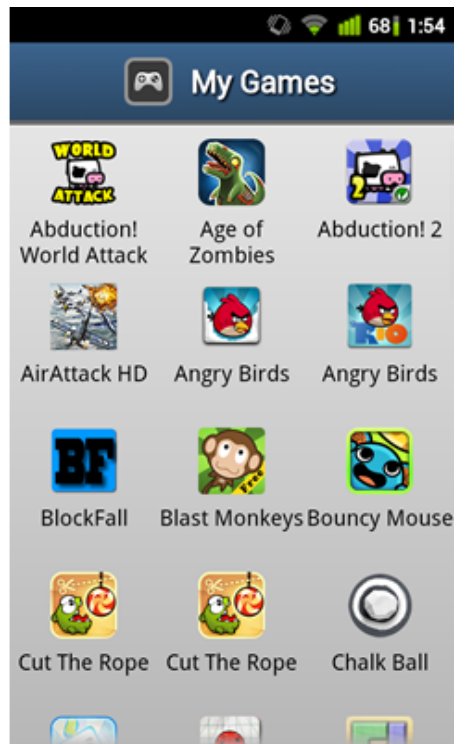 68 1:54
My Games
WORLD
ATTACK
2
Abduction!
World Attack
Age of
Zombies
Abduction! 2
RIO
AirAttack HD
Angry Birds
Angry Birds
BF
Free
BlockFall
Blast Monkeys
Bouncy Mouse
Cut The Rope
Cut The Rope
Chalk Ball